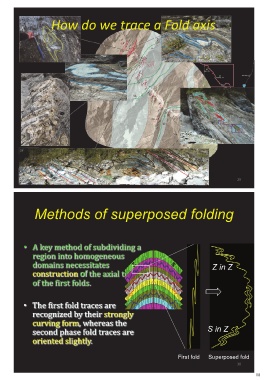 How do we trace a Fold axis
Methods of superposed folding
• A key method of subdividing a
region into homogeneous
domains necessitates
construction of the axial
of the first folds.
• The first fold traces are
recognized by their strongly
curving form, whereas the
second phase fold traces are
oriented slightly.
Z in Z
S in Z
First fold
Superposed fold